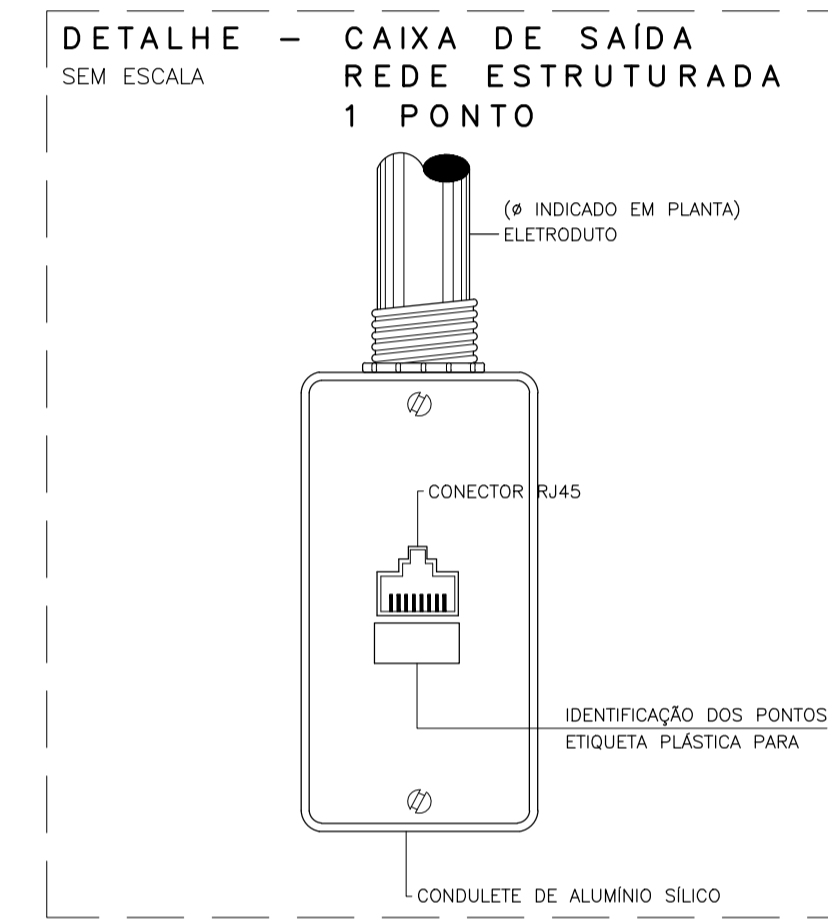 DETALHE - CAIXA DE SAÍDA
SEM ESCALA
REDE ESTRUTURADA
1 PONTO
(ø INDICADO EM PLANTA)
ELETRODUTO
CONECTOR RJ45
IDENTIFICAÇÃO DOS PONTOS
ETIQUETA PLÁSTICA PARA
CONDULETE DE ALUMÍNIO SÍLICO